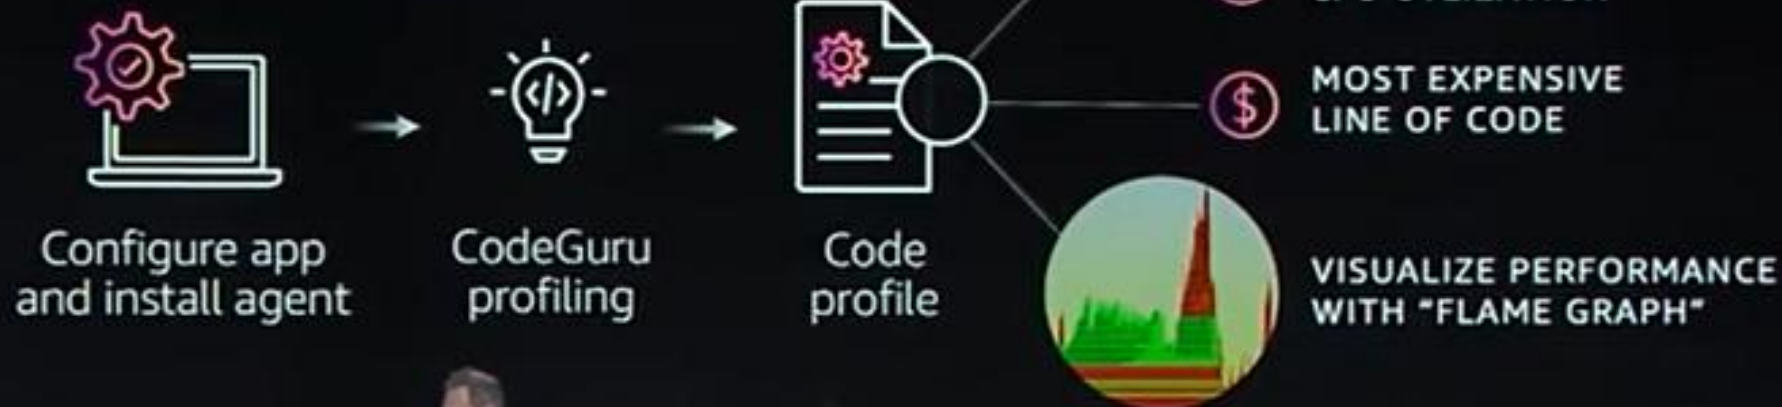 Configure app
and install agent
CodeGuru
profiling
Code
profile
MOST EXPENSIVE
LINE OF CODE
VISUALIZE PERFORMANCE
WITH “FLAME GRAPH”